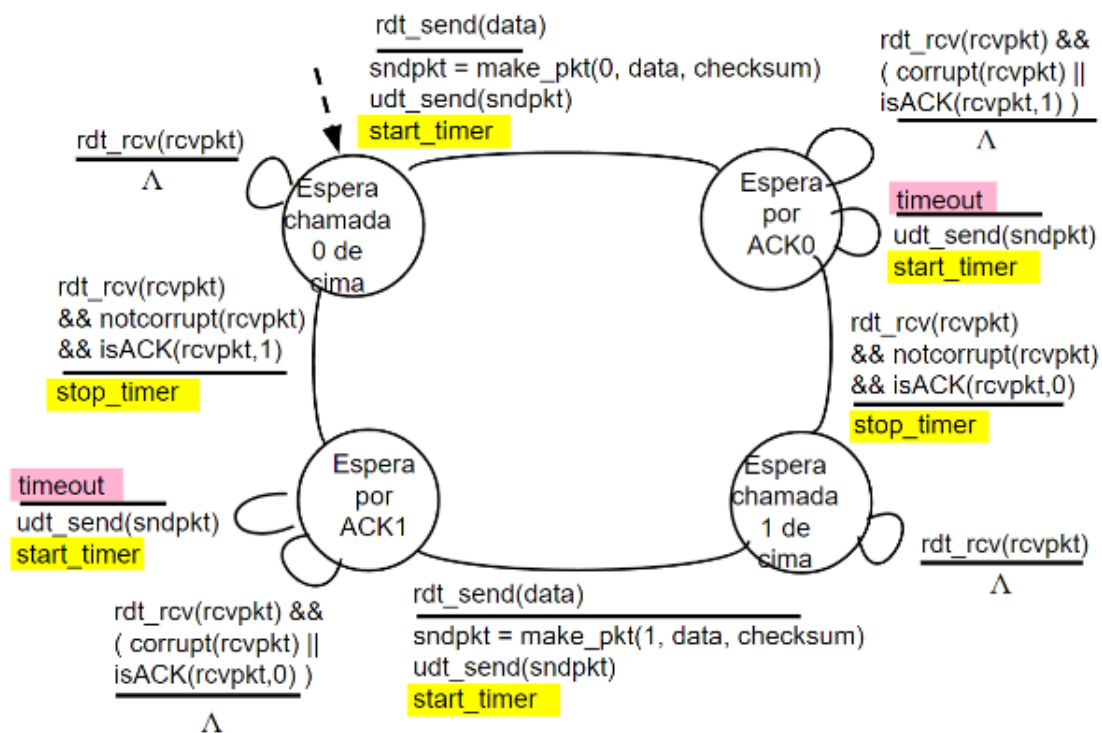 rdt_send(data)
sndpkt = make_pkt(0, data, checksum)
udt_send(sndpkt)
start_timer
rdt_rcv(rcvpkt) &&
( corrupt(rcvpkt) ||
isACK(rcvpkt,1) )
Λ
rdt_rcv(rcvpkt)
Λ
Espera
chamada
0 de
cima
Espera
por
ACK0
timeout
udt_send(sndpkt)
start_timer
rdt_rcv(rcvpkt)
&& notcorrupt(rcvpkt)
&& isACK(rcvpkt,1)
stop_timer
rdt_rcv(rcvpkt)
&& notcorrupt(rcvpkt)
&& isACK(rcvpkt,0)
stop_timer
timeout
udt_send(sndpkt)
start_timer
Espera
por
ACK1
Espera
chamada
1 de
cima
rdt_rcv(rcvpkt)
Λ
rdt_rcv(rcvpkt) &&
( corrupt(rcvpkt) ||
isACK(rcvpkt,0) )
Λ
rdt_send(data)
sndpkt = make_pkt(1, data, checksum)
udt_send(sndpkt)
start_timer